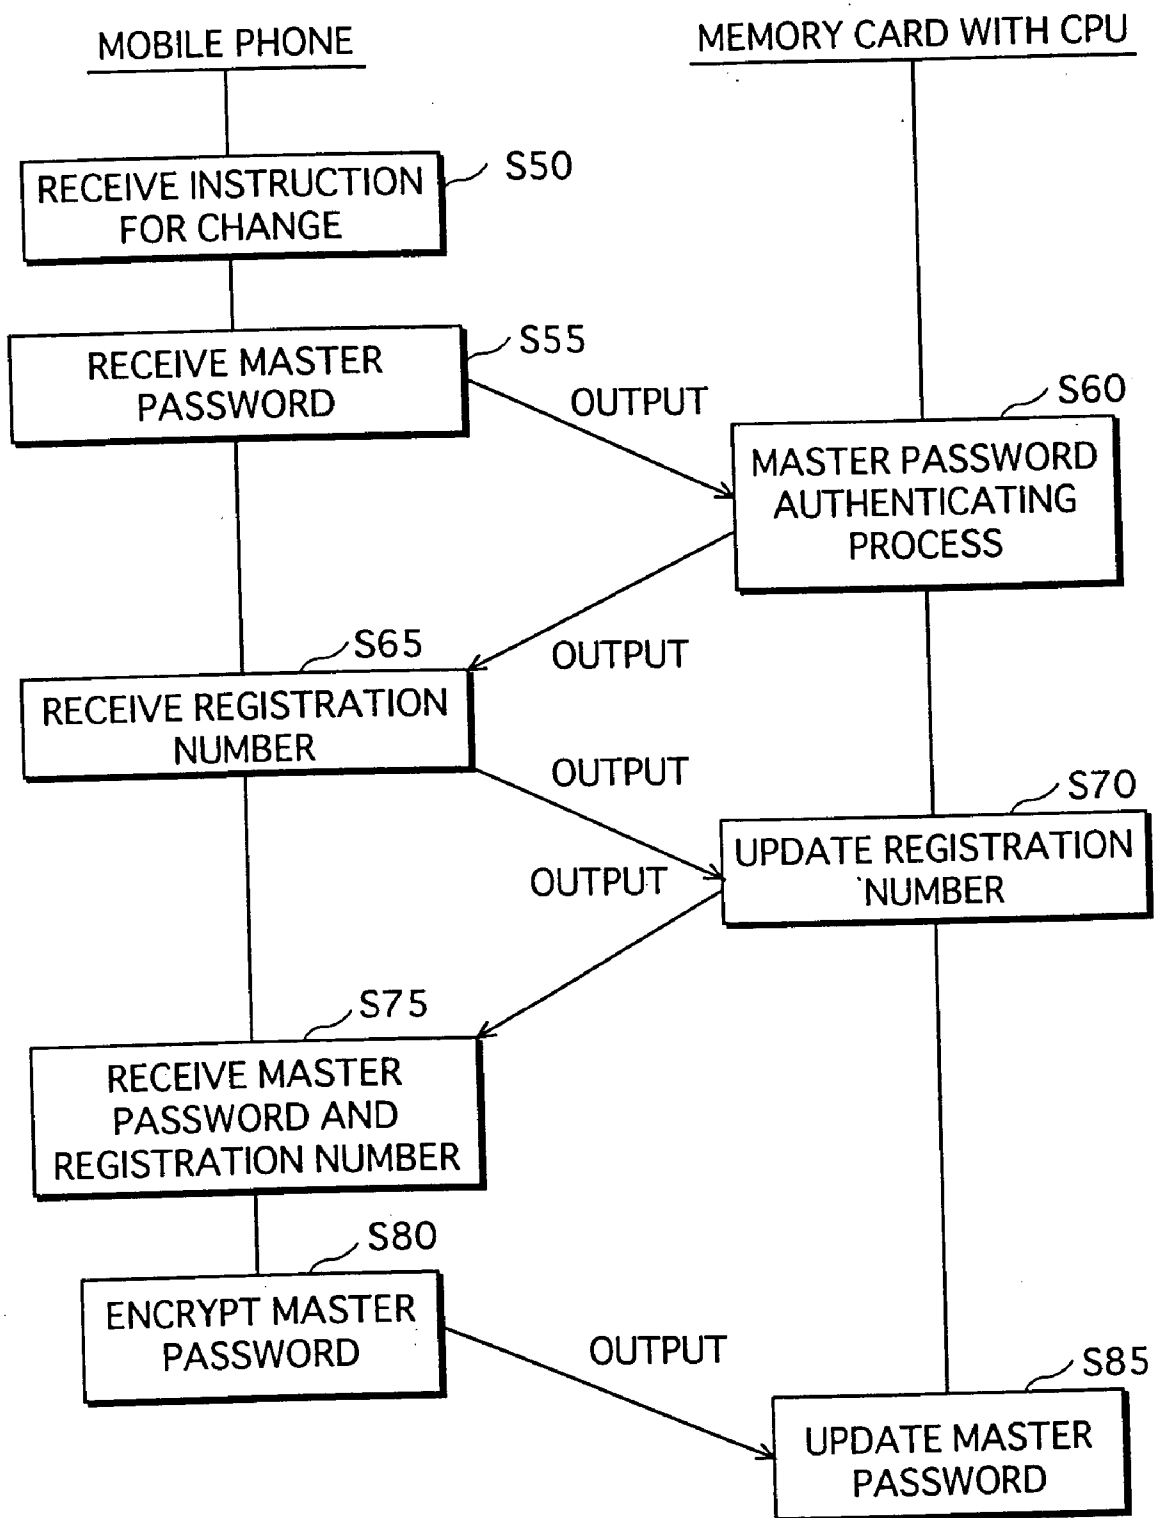 MOBILE PHONE
MEMORY CARD WITH CPU
S50
RECEIVE INSTRUCTION
FOR CHANGE
S55
RECEIVE MASTER
PASSWORD
OUTPUT
S60
MASTER PASSWORD
AUTHENTICATING
PROCESS
OUTPUT
S65
RECEIVE REGISTRATION
NUMBER
OUTPUT
S70
UPDATE REGISTRATION
NUMBER
OUTPUT
S75
RECEIVE MASTER
PASSWORD AND
REGISTRATION NUMBER
S80
ENCRYPT MASTER
PASSWORD
OUTPUT
S85
UPDATE MASTER
PASSWORD